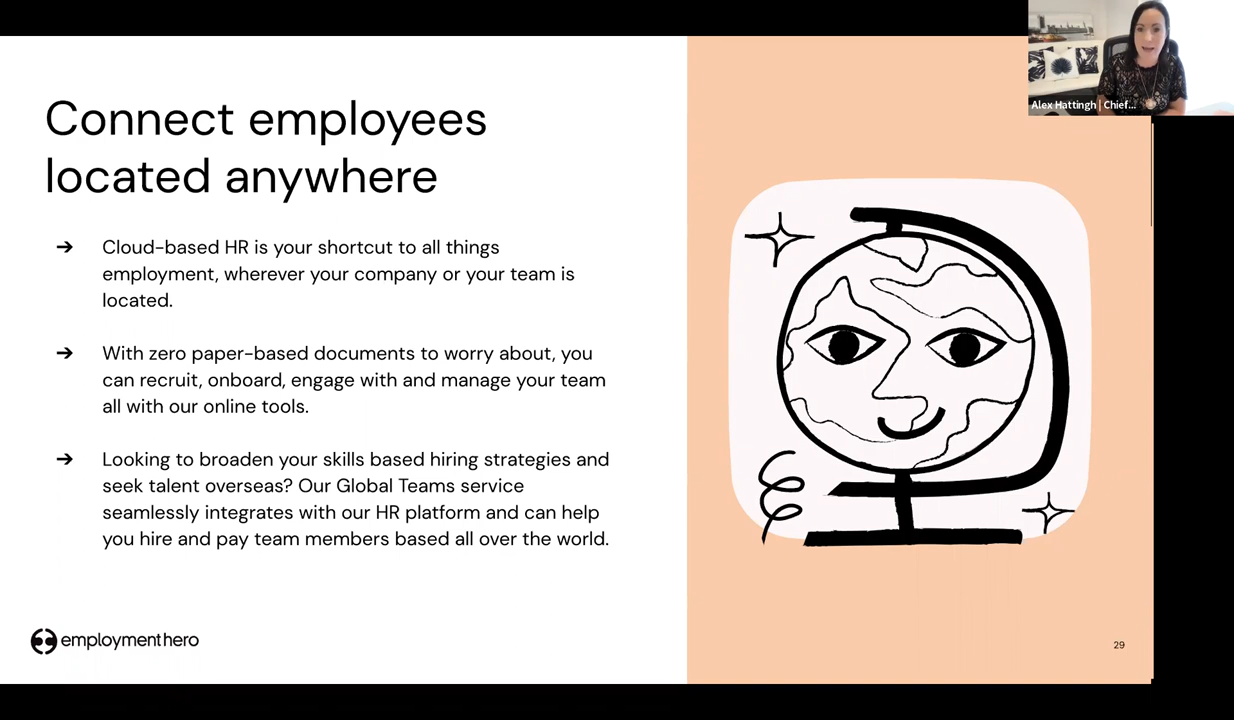 Alex Hattingh | Chief...
Connect employees
located anywhere
➔ Cloud-based HR is your shortcut to all things
employment, wherever your company or your team is
located.
➔ With zero paper-based documents to worry about, you
can recruit, onboard, engage with and manage your team
all with our online tools.
➔ Looking to broaden your skills based hiring strategies and
seek talent overseas? Our Global Teams service
seamlessly integrates with our HR platform and can help
you hire and pay team members based all over the world.
employmenthero
29